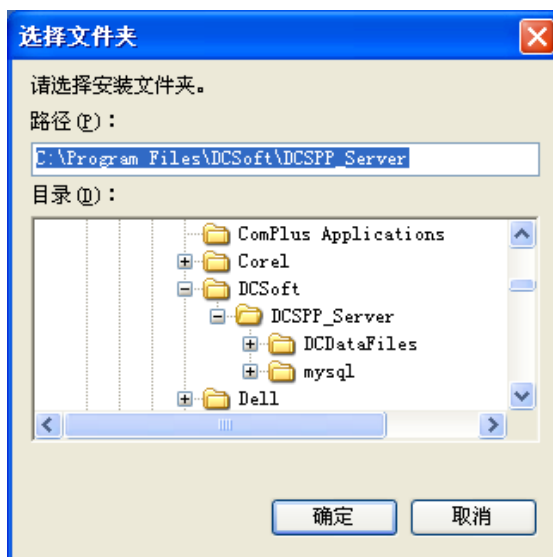 选择文件夹
请选择安装文件夹。
路径(P)：
C:\Program Files\DCSoft\DCSPP_Server
目录(D)：
ComPlus Applications
Corel
DCSoft
DCSPP_Server
DCDataFiles
mysql
Dell
确定 取消